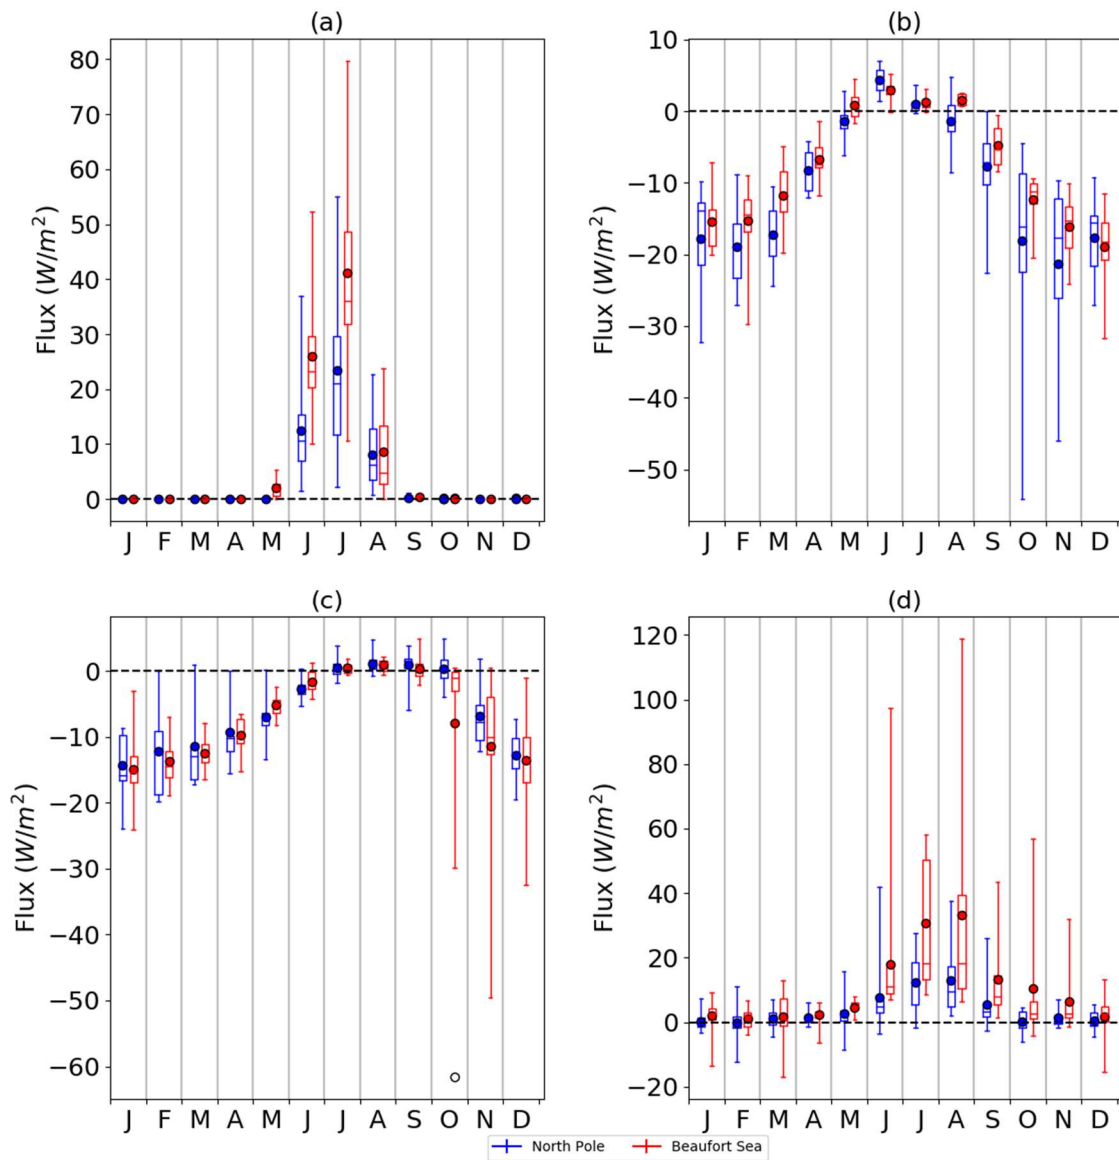 (a)
(b)
Flux (W/m²)
80
70
60
50
40
30
20
10
0
J F M A M J J A S O N D
Flux (W/m²)
10
0
−10
−20
−30
−40
−50
J F M A M J J A S O N D
(c)
(d)
Flux (W/m²)
0
−10
−20
−30
−40
−50
−60
J F M A M J J A S O N D
Flux (W/m²)
120
100
80
60
40
20
0
−20
J F M A M J J A S O N D
North Pole
Beaufort Sea